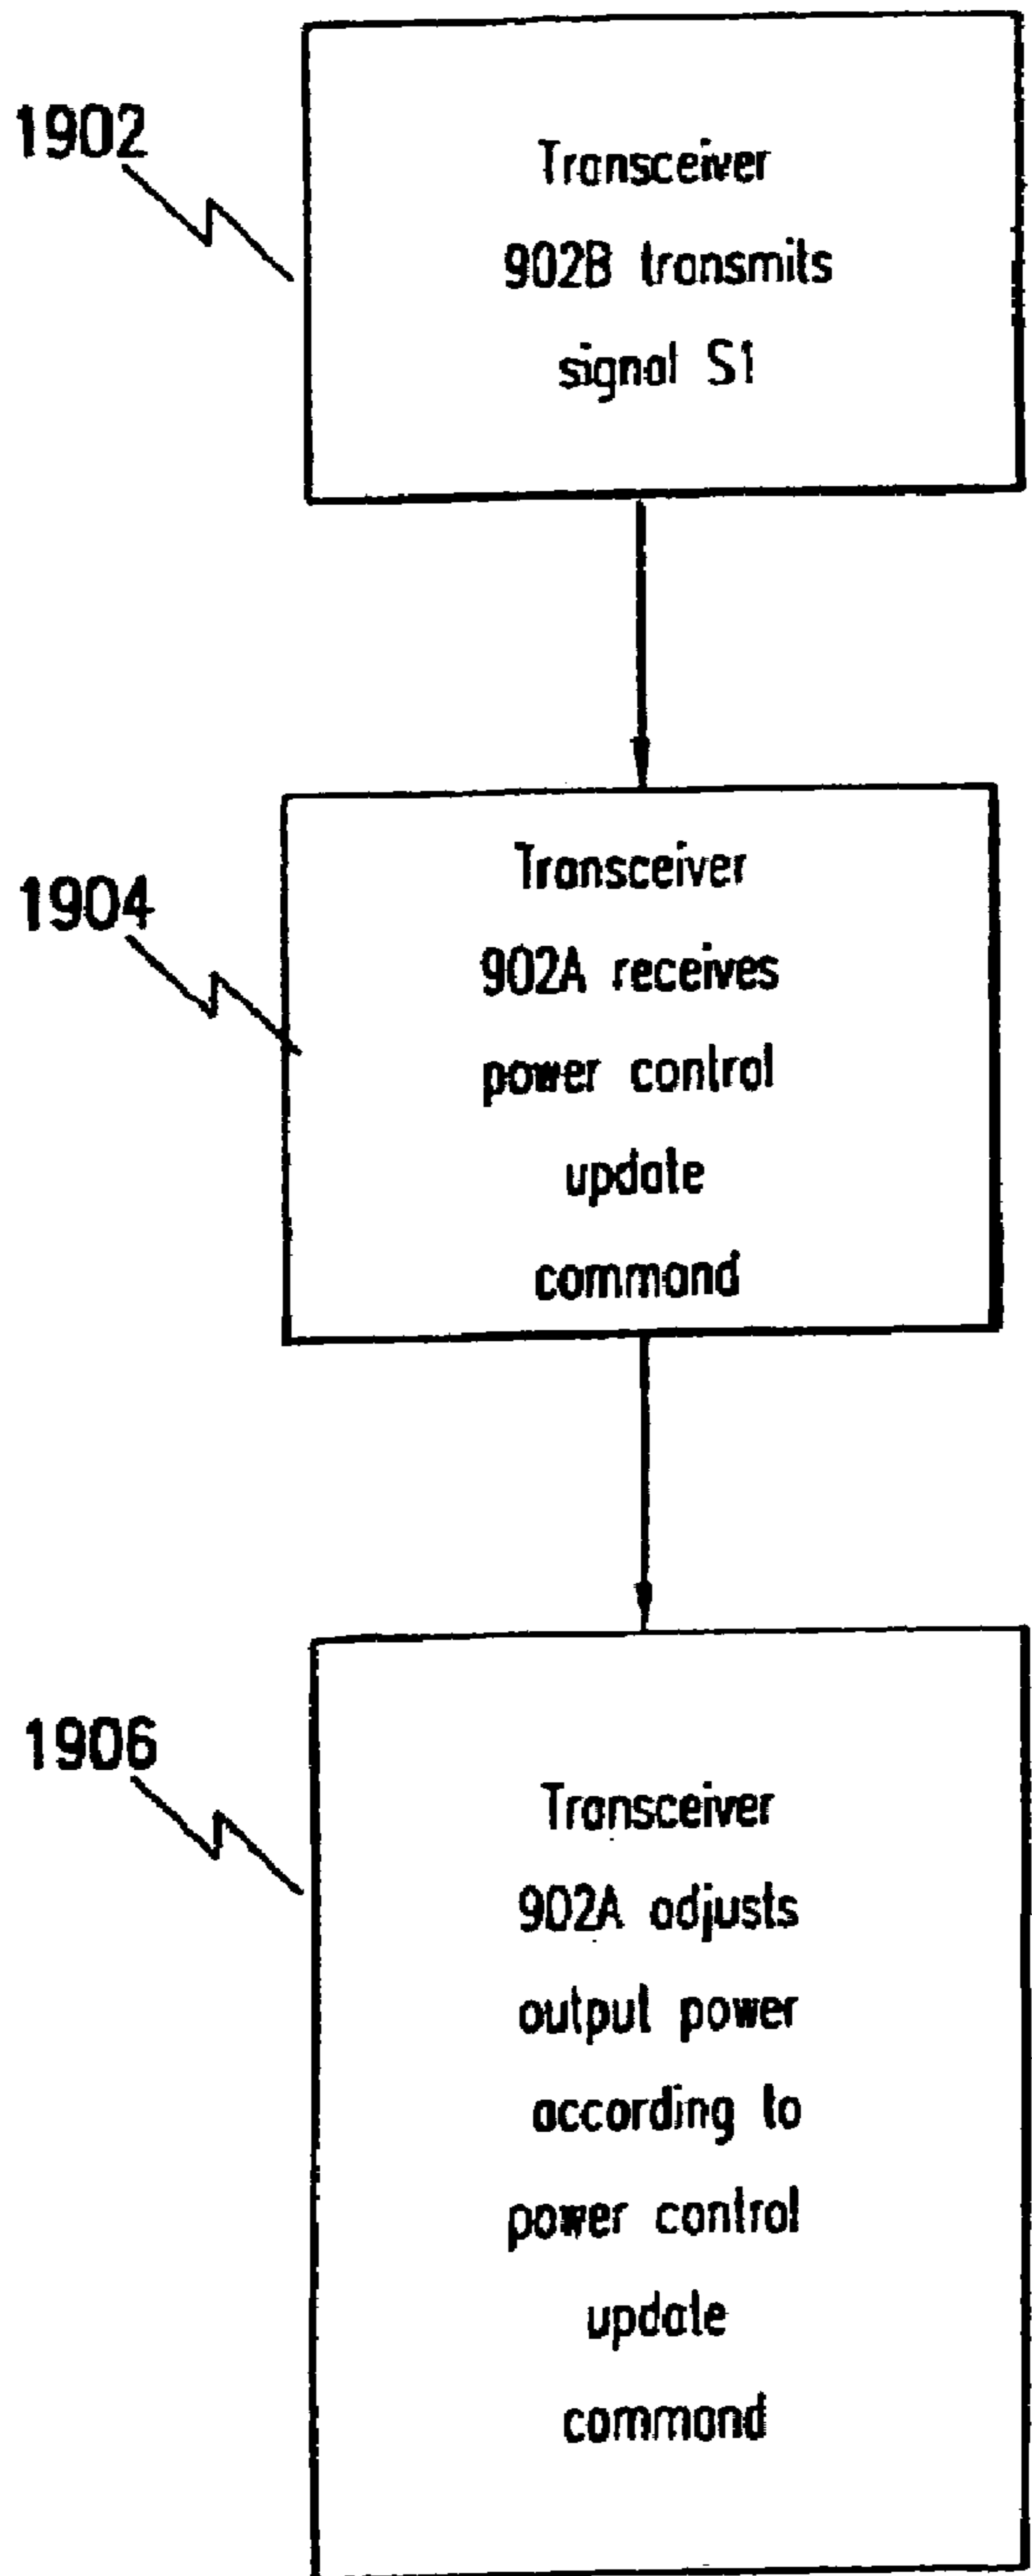 1902
Transceiver
902B transmits
signal S1
1904
Transceiver
902A receives
power control
update
command
1906
Transceiver
902A adjusts
output power
according to
power control
update
command